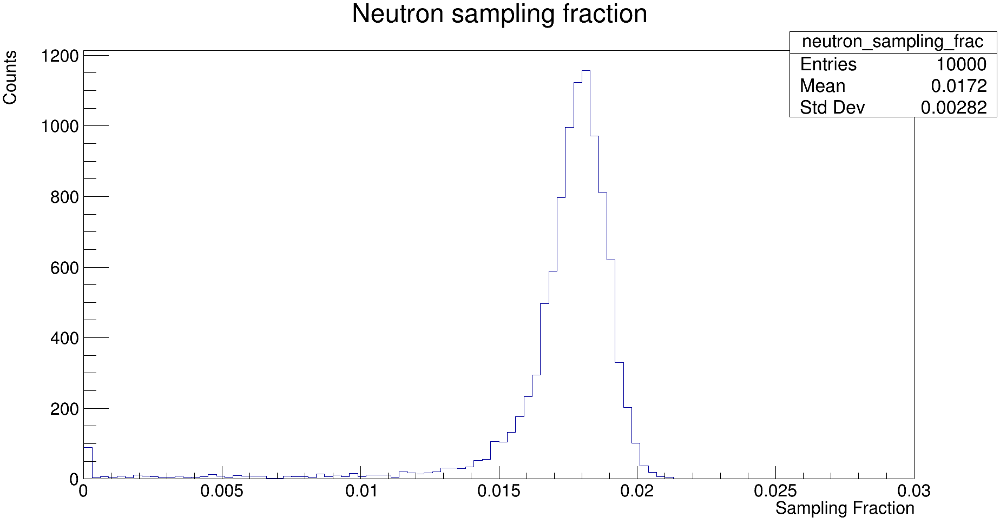 Neutron sampling fraction
neutron_sampling_frac
Entries 10000
Mean 0.0172
Std Dev 0.00282
Counts
1200
1000
800
600
400
200
0
0 0.005 0.01 0.015 0.02 0.025 0.03
Sampling Fraction